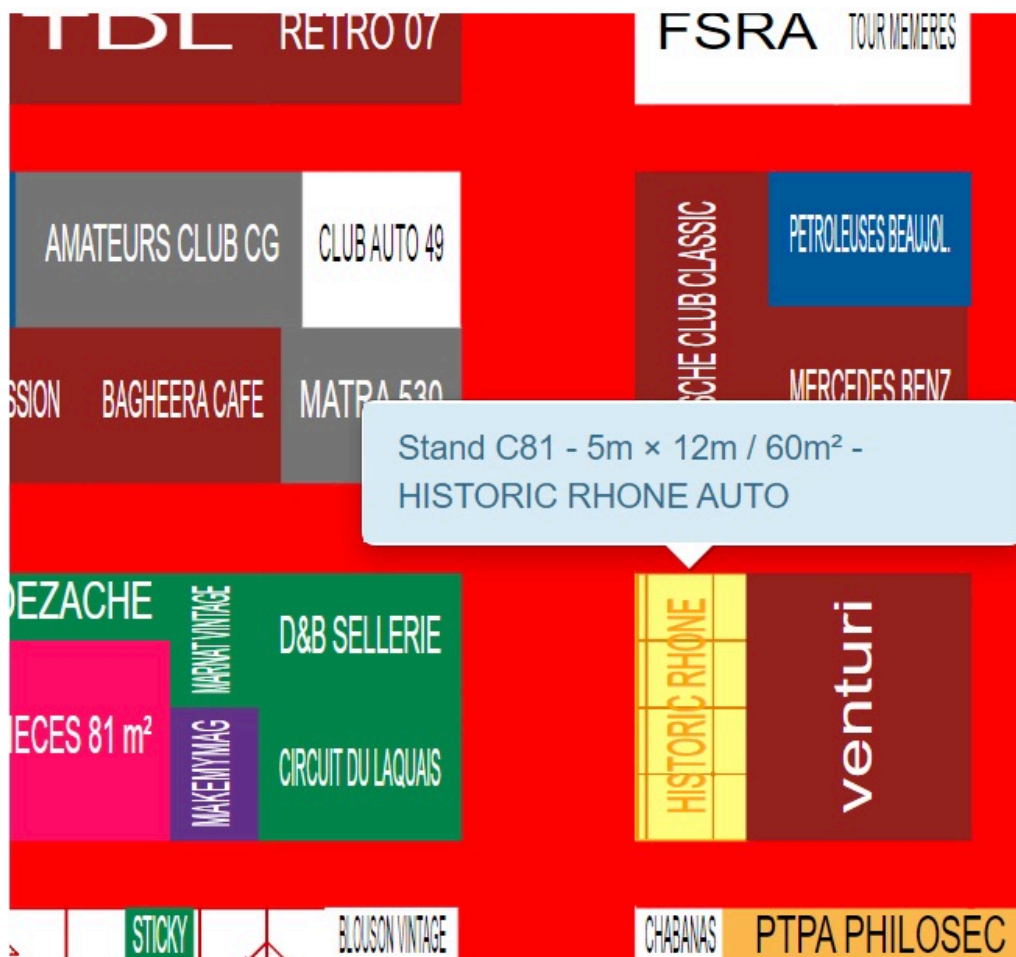 TBL
RETRO 07
FSRA
TOUR MEMERES
AMATEURS CLUB CG
CLUB AUTO 49
SCHE CLUB CLASSIC
PETROLEUSES BEAUJOL.
SSION
BAGHEERA CAFE
MATRA 530
MERCEDES BENZ
Stand C81 - 5m × 12m / 60m² -
HISTORIC RHONE AUTO
DEZACHE
MARNAT VINTAGE
D&B SELLERIE
HISTORIC RHONE
venturi
IECES 81 m²
MAKEMYMAG
CIRCUIT DU LAQUAIS
STICKY
BLOUSON VINTAGE
CHABANAS
PTPA PHILOSEC